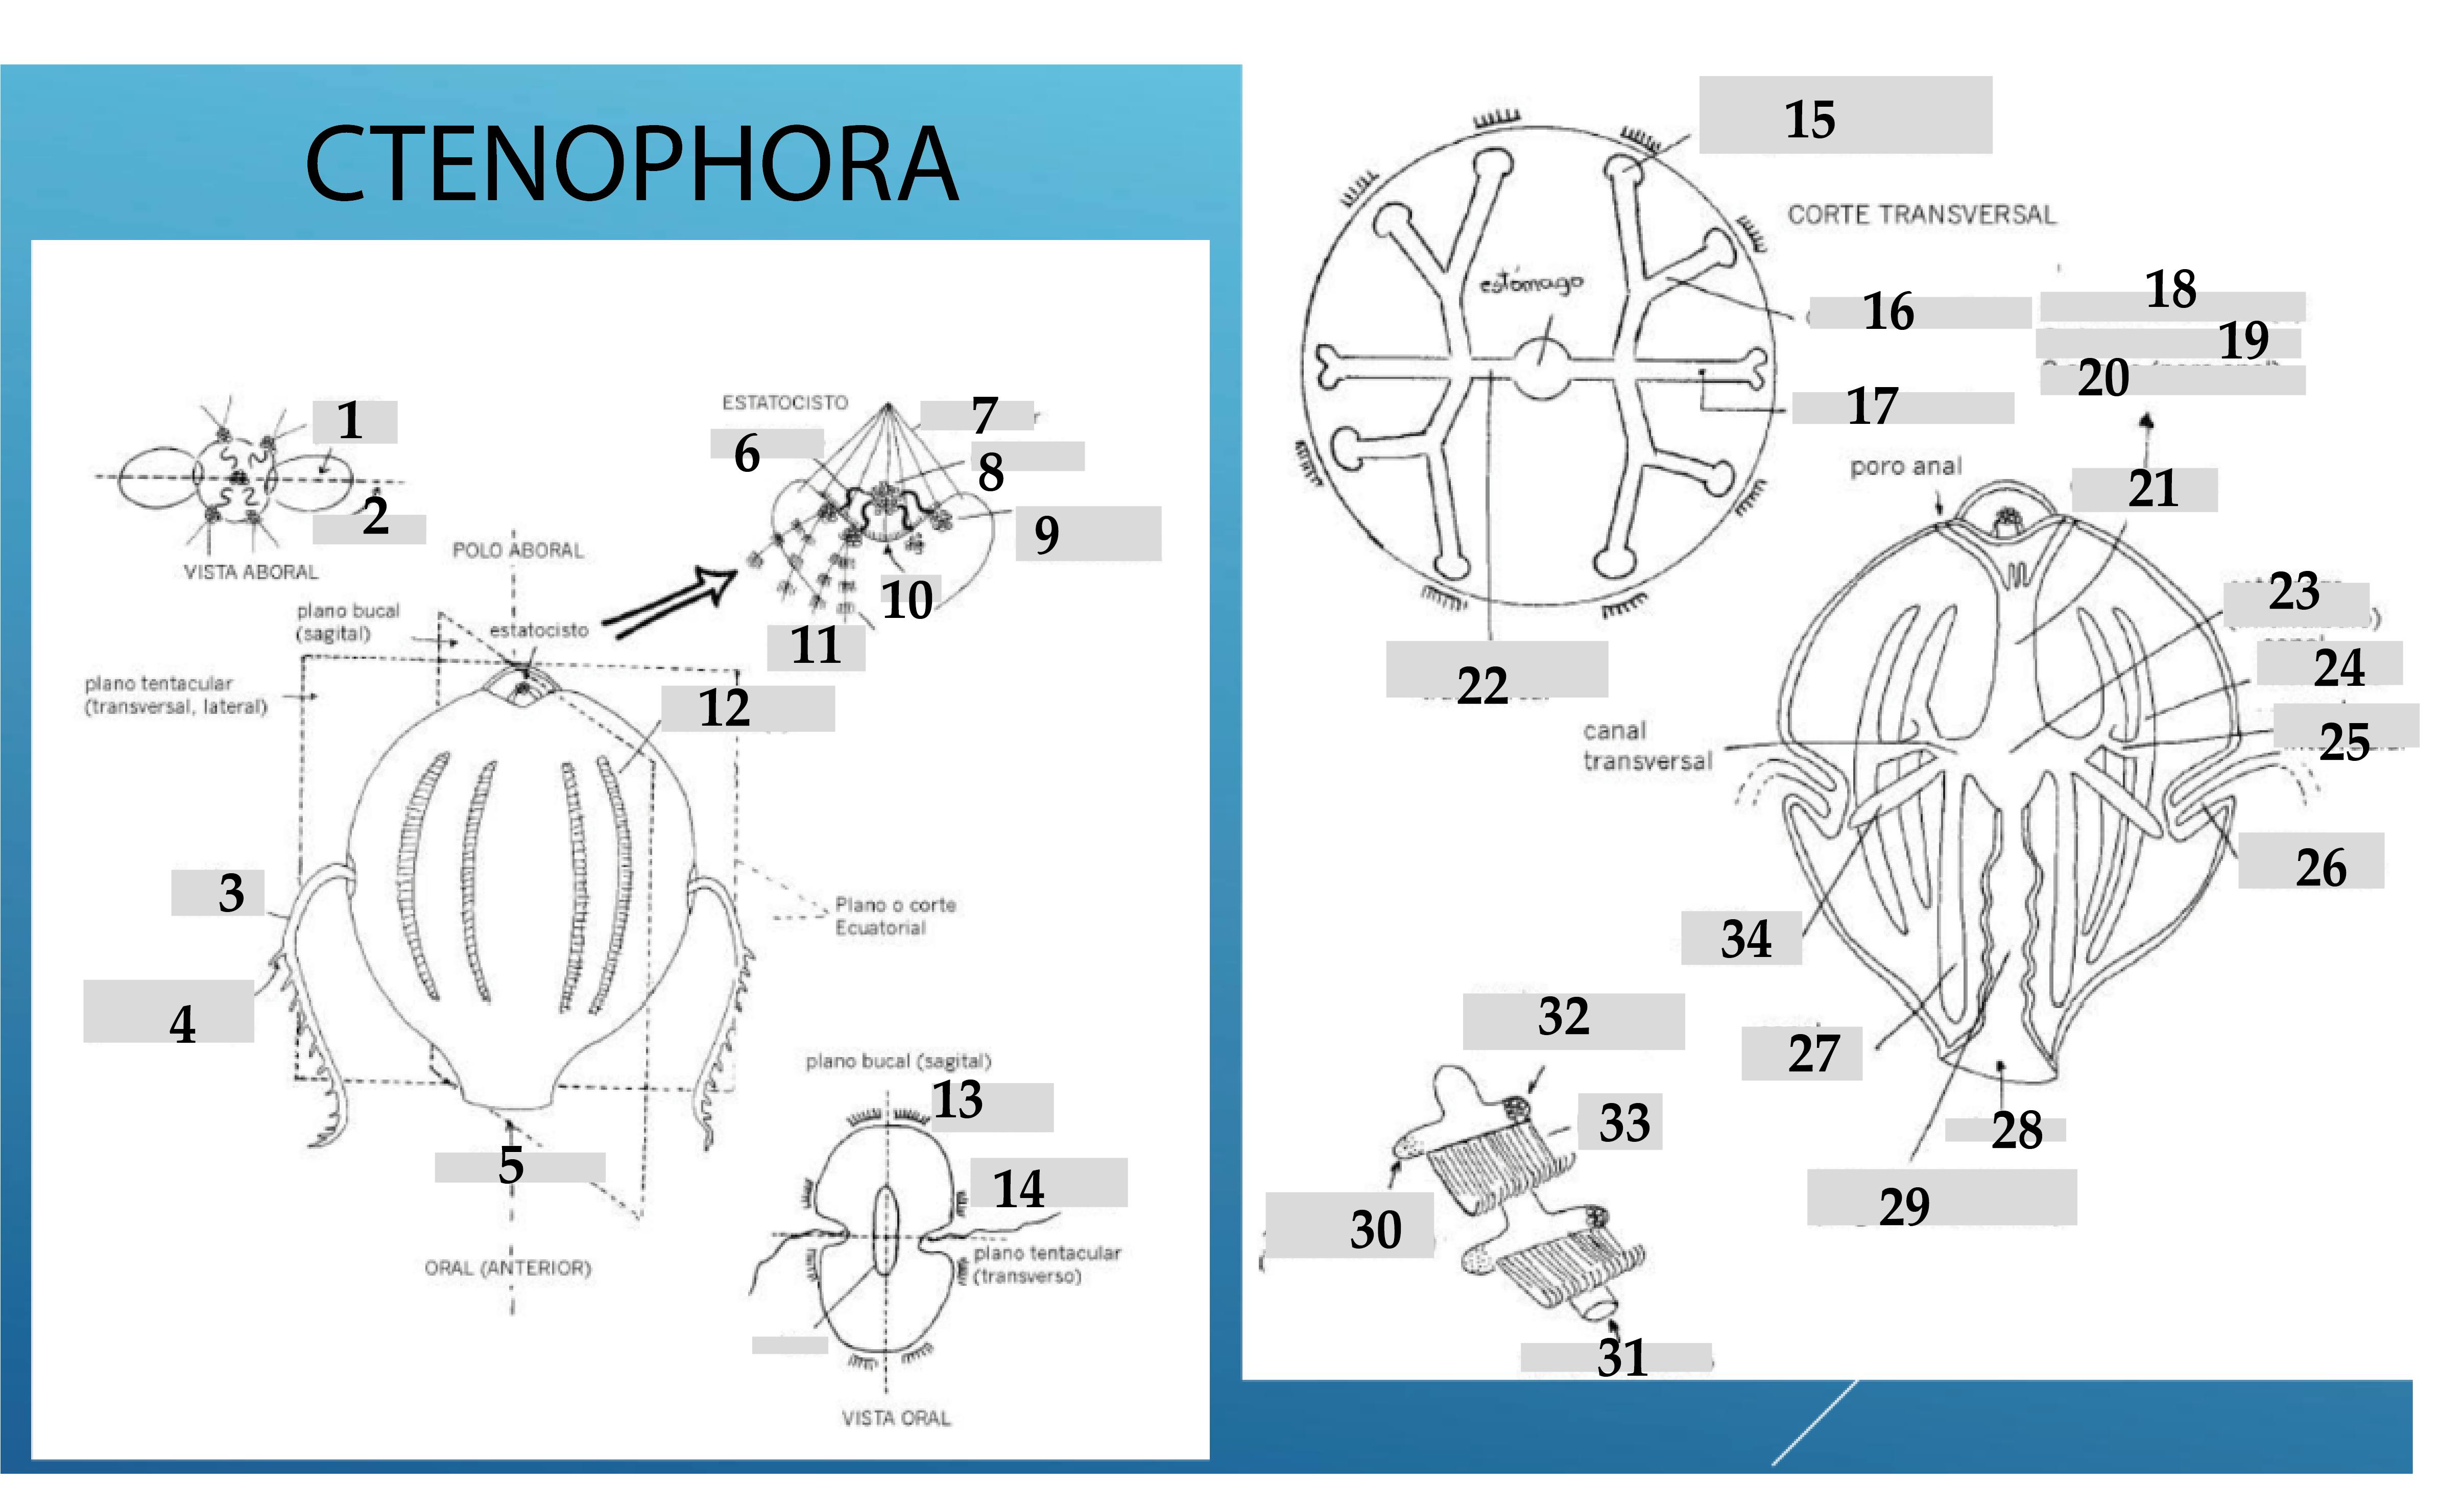 CTENOPHORA
1
2
VISTA ABORAL
ESTATOCISTO
6
7
8
9
10
11
POLO ABORAL
plano bucal
(sagital)
estatocisto
plano tentacular
(transversal, lateral)
12
3
4
Plano o corte
Ecuatorial
5
ORAL (ANTERIOR)
plano bucal (sagital)
13
14
plano tentacular
(transverso)
VISTA ORAL
15
CORTE TRANSVERSAL
estómago
16
17
18
19
20
poro anal
21
22
23
24
25
canal
transversal
26
34
27
28
29
32
33
30
31